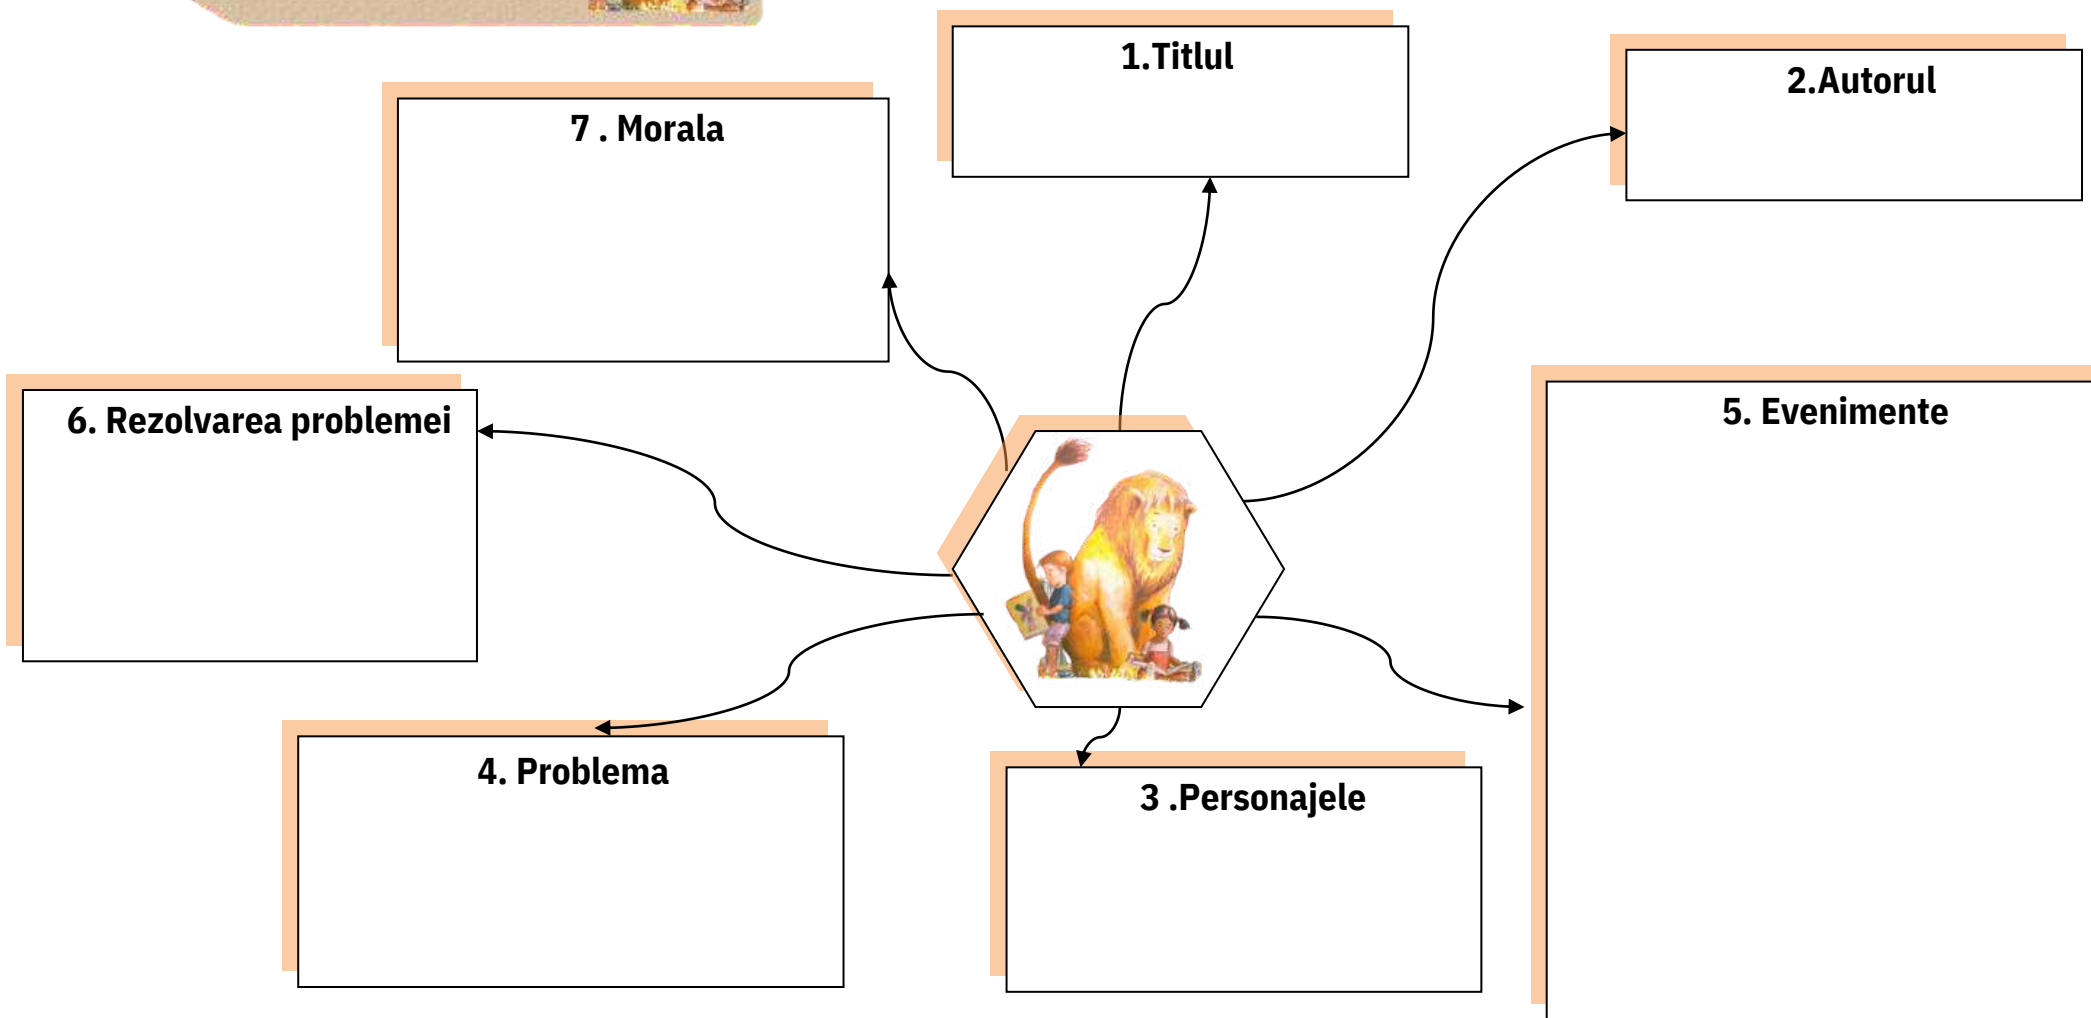 1.Titlul
2.Autorul
7 . Morala
6. Rezolvarea problemei
5. Evenimente
4. Problema
3 .Personajele